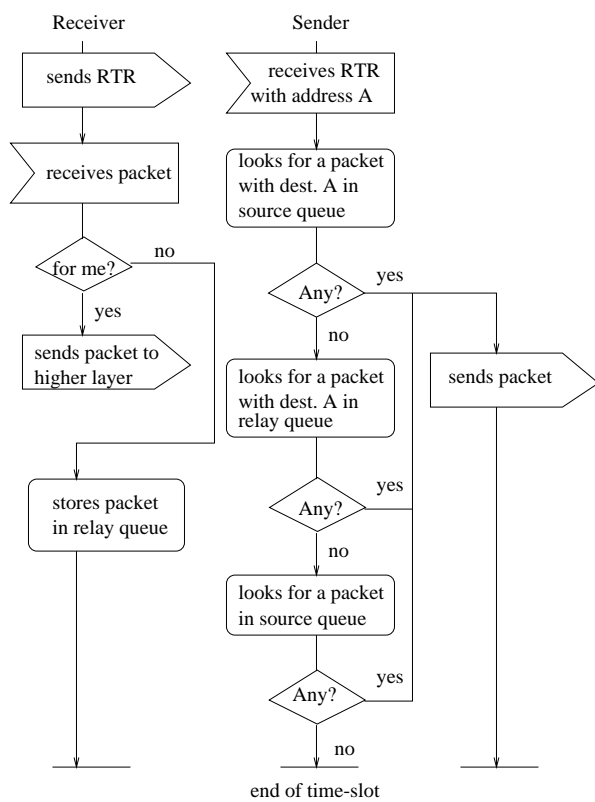 Receiver
sends RTR
receives packet
for me?
no
yes
sends packet to
higher layer
stores packet
in relay queue
Sender
receives RTR
with address A
looks for a packet
with dest. A in
source queue
Any?
yes
no
looks for a packet
with dest. A in
relay queue
Any?
yes
no
looks for a packet
in source queue
Any?
yes
no
sends packet
end of time-slot